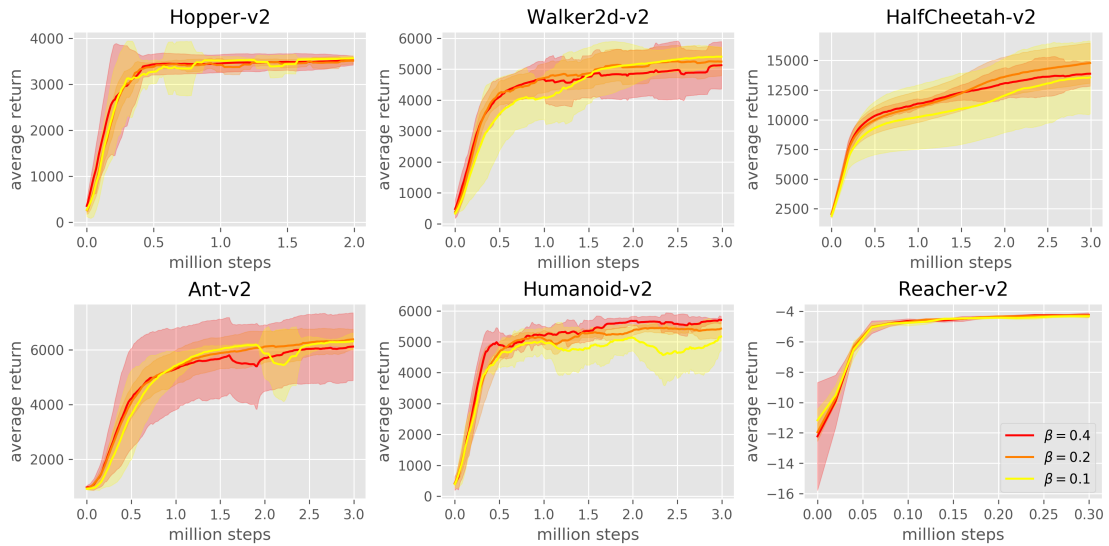 Hopper-v2
4000
3000
2000
1000
0
average return
0.0 0.5 1.0 1.5 2.0
million steps
Walker2d-v2
6000
5000
4000
3000
2000
1000
0
average return
0.0 0.5 1.0 1.5 2.0 2.5 3.0
million steps
HalfCheetah-v2
15000
12500
10000
7500
5000
2500
average return
0.0 0.5 1.0 1.5 2.0 2.5 3.0
million steps
Ant-v2
6000
4000
2000
average return
0.0 0.5 1.0 1.5 2.0 2.5 3.0
million steps
Humanoid-v2
6000
5000
4000
3000
2000
1000
0
average return
0.0 0.5 1.0 1.5 2.0 2.5 3.0
million steps
Reacher-v2
−4
−6
−8
−10
−12
−14
−16
average return
β = 0.4
β = 0.2
β = 0.1
0.00 0.05 0.10 0.15 0.20 0.25 0.30
million steps